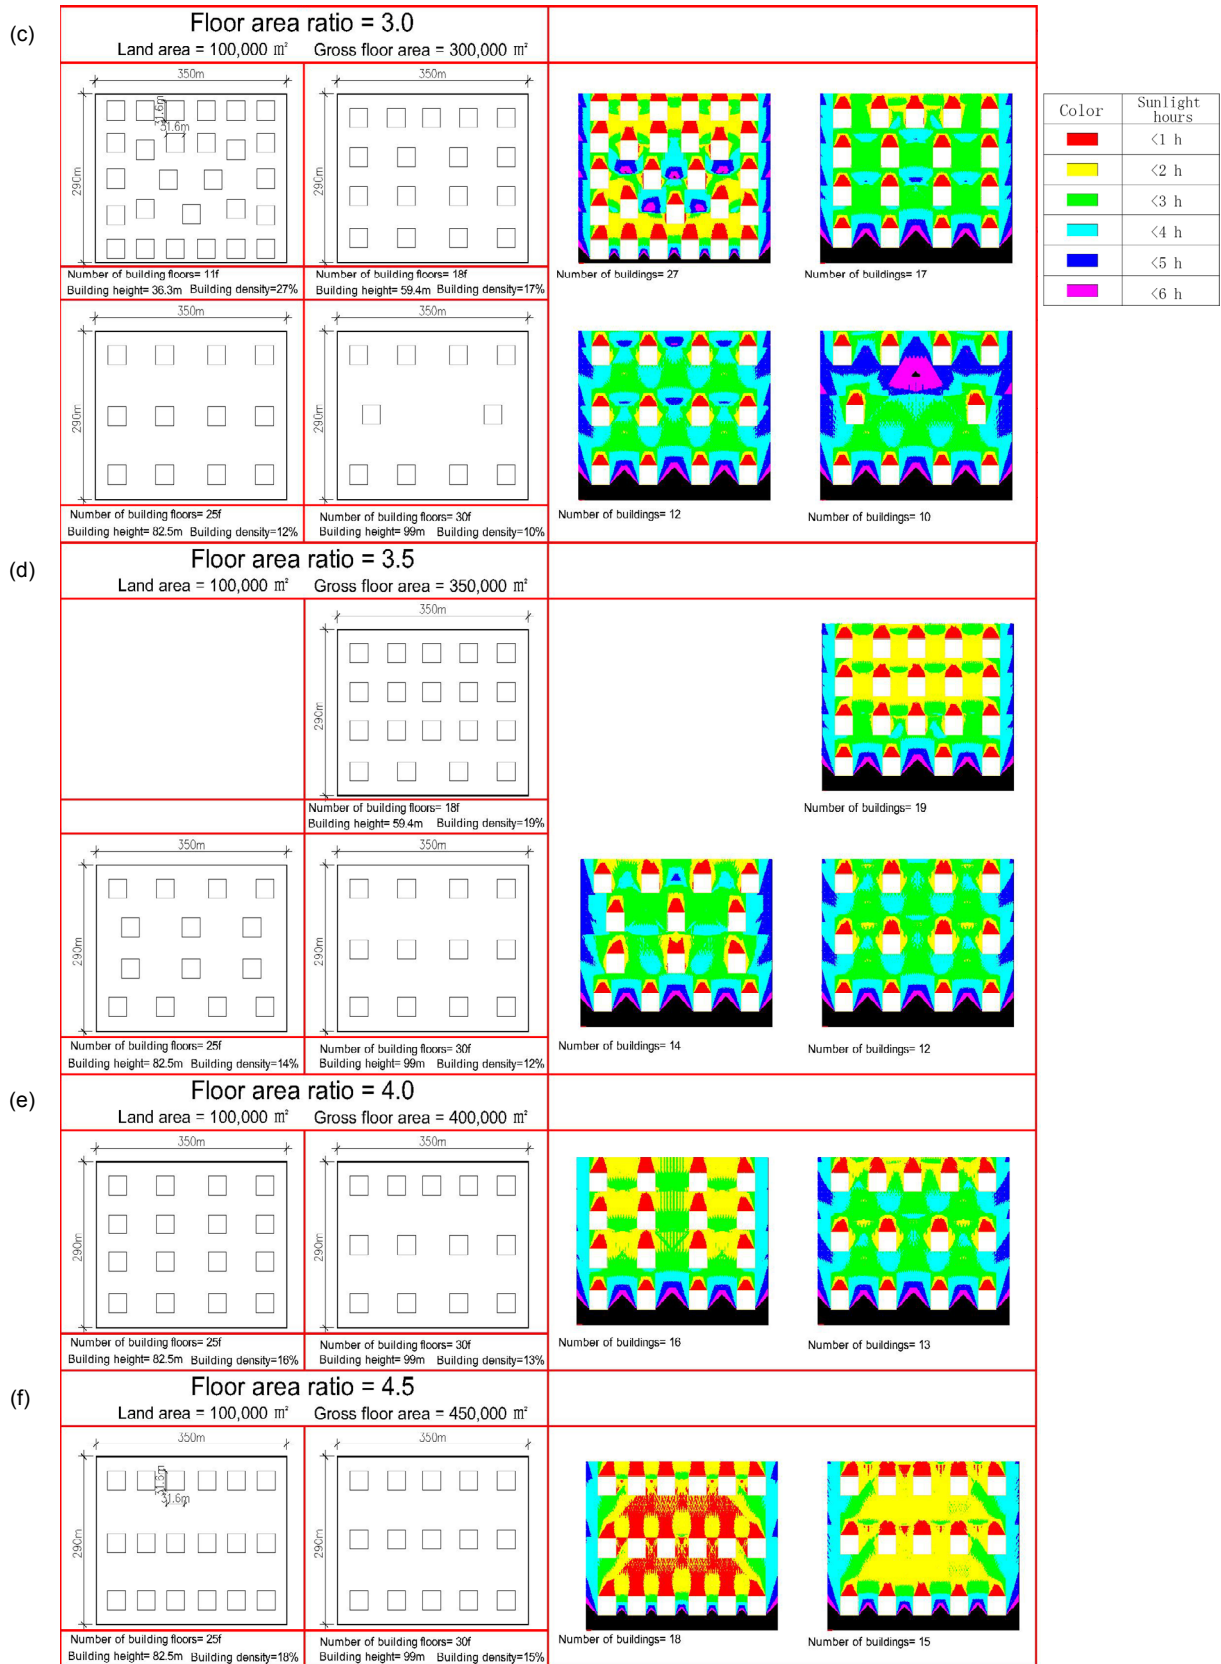 (c)
Floor area ratio = 3.0
Land area = 100,000 ㎡ Gross floor area = 300,000 ㎡
350m 350m
290m 31.6m 31.6m 290m
Number of building floors= 11f
Building height= 36.3m Building density=27%
Number of building floors= 18f
Building height= 59.4m Building density=17%
Number of buildings= 27
Number of buildings= 17
Color Sunlight hours
<1 h
<2 h
<3 h
<4 h
<5 h
<6 h
350m 350m
290m 290m
Number of building floors= 25f
Building height= 82.5m Building density=12%
Number of building floors= 30f
Building height= 99m Building density=10%
Number of buildings= 12
Number of buildings= 10
(d)
Floor area ratio = 3.5
Land area = 100,000 ㎡ Gross floor area = 350,000 ㎡
350m
290m
Number of building floors= 18f
Building height= 59.4m Building density=19%
Number of buildings= 19
350m 350m
290m 290m
Number of building floors= 25f
Building height= 82.5m Building density=14%
Number of building floors= 30f
Building height= 99m Building density=12%
Number of buildings= 14
Number of buildings= 12
(e)
Floor area ratio = 4.0
Land area = 100,000 ㎡ Gross floor area = 400,000 ㎡
350m 350m
290m 290m
Number of building floors= 25f
Building height= 82.5m Building density=16%
Number of building floors= 30f
Building height= 99m Building density=13%
Number of buildings= 16
Number of buildings= 13
(f)
Floor area ratio = 4.5
Land area = 100,000 ㎡ Gross floor area = 450,000 ㎡
350m 350m
290m 31.6m 31.6m 290m
Number of building floors= 25f
Building height= 82.5m Building density=18%
Number of building floors= 30f
Building height= 99m Building density=15%
Number of buildings= 18
Number of buildings= 15